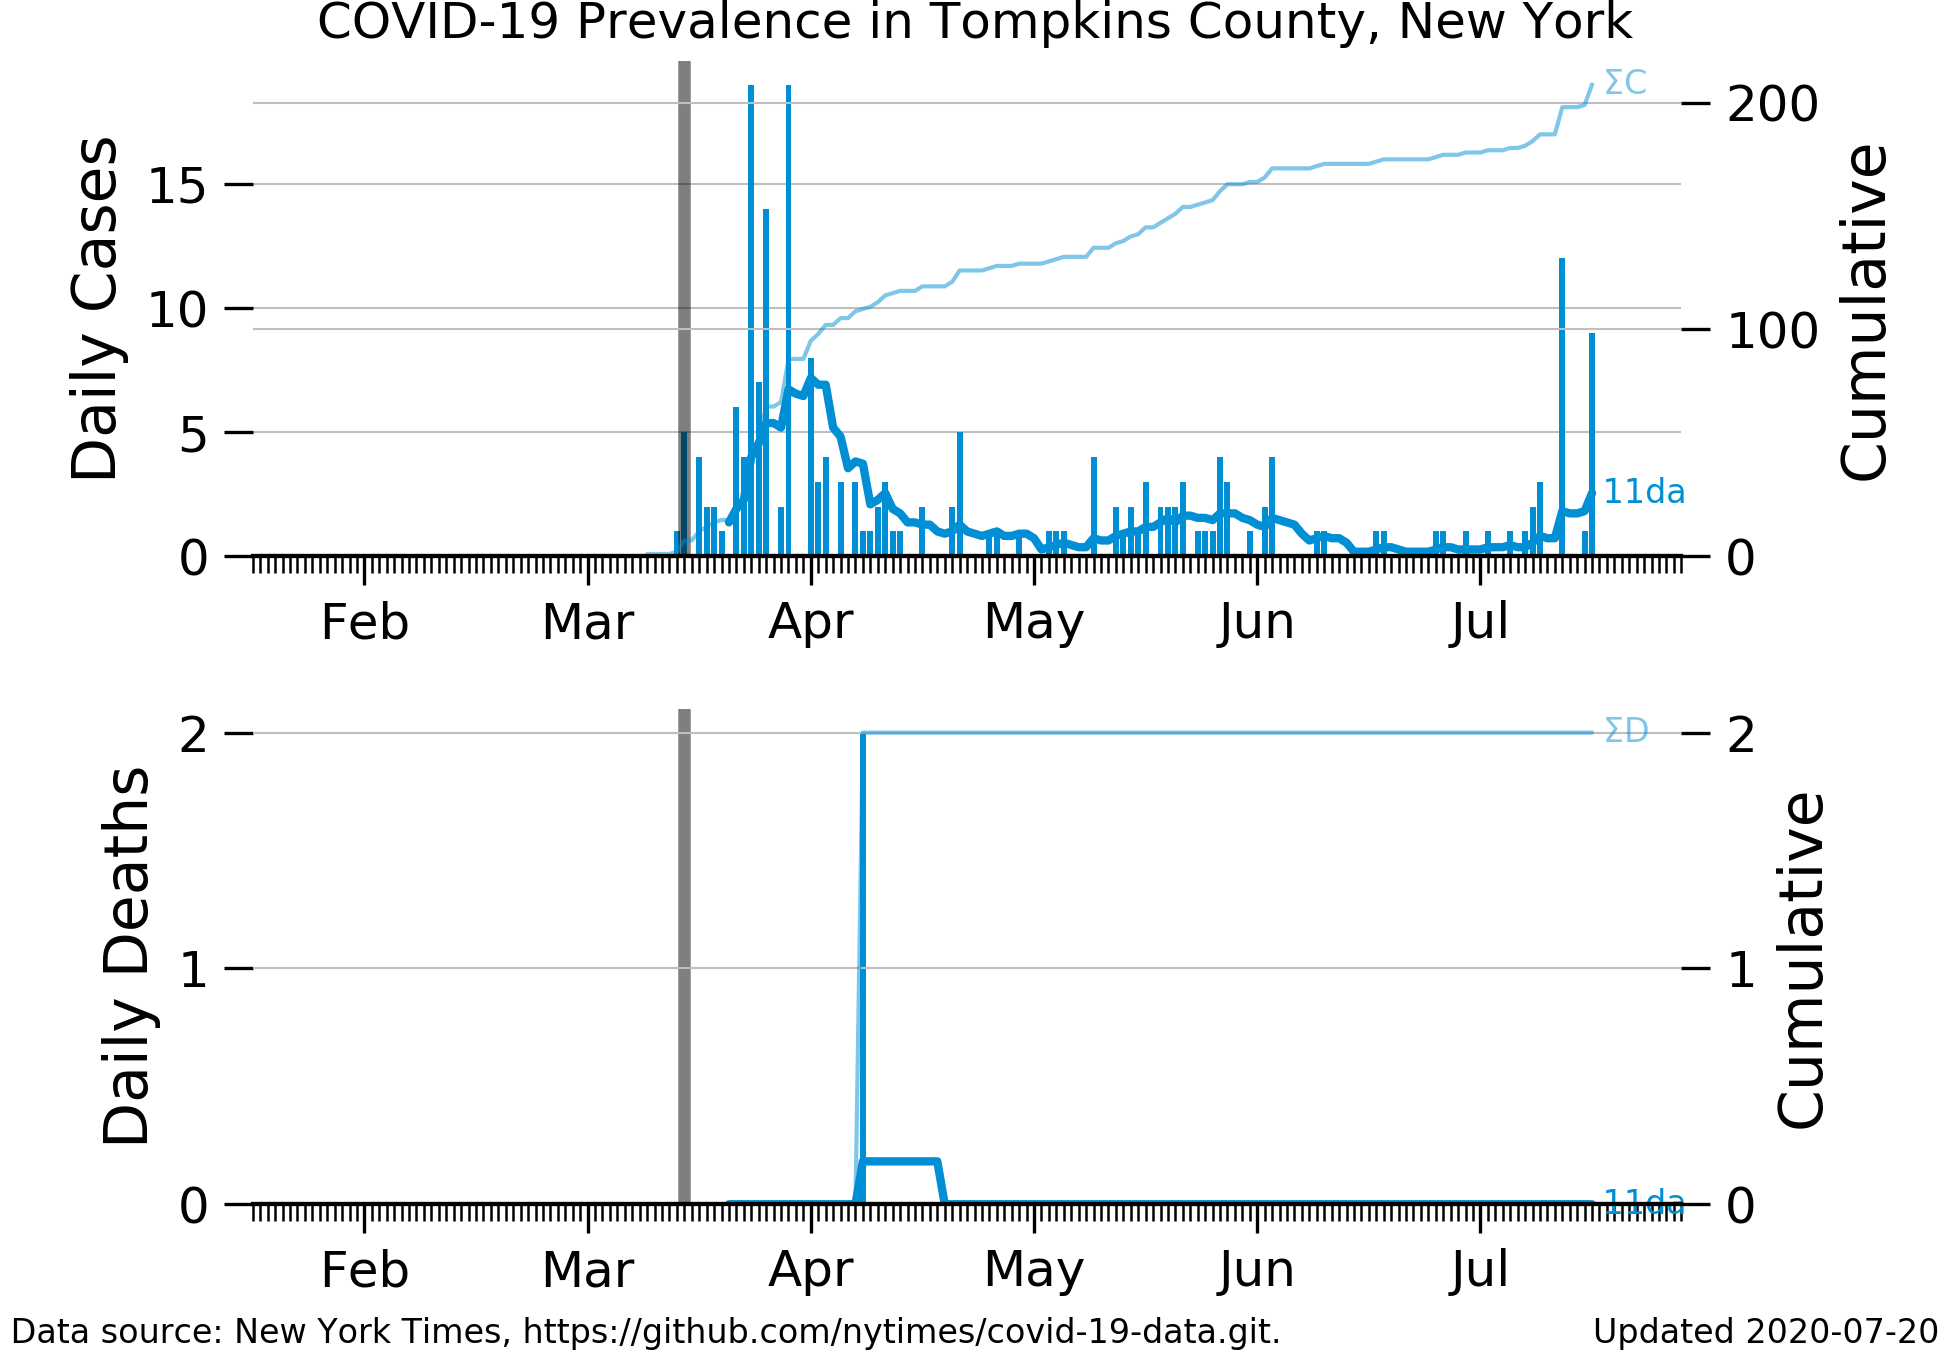 COVID-19 Prevalence in Tompkins County, New York
Daily Cases
15
10
5
0
200
100
0
Cumulative
ΣC
11da
Feb Mar Apr May Jun Jul
Daily Deaths
2
1
0
2
1
0
Cumulative
ΣD
11da
Feb Mar Apr May Jun Jul
Data source: New York Times, https://github.com/nytimes/covid-19-data.git.
Updated 2020-07-20